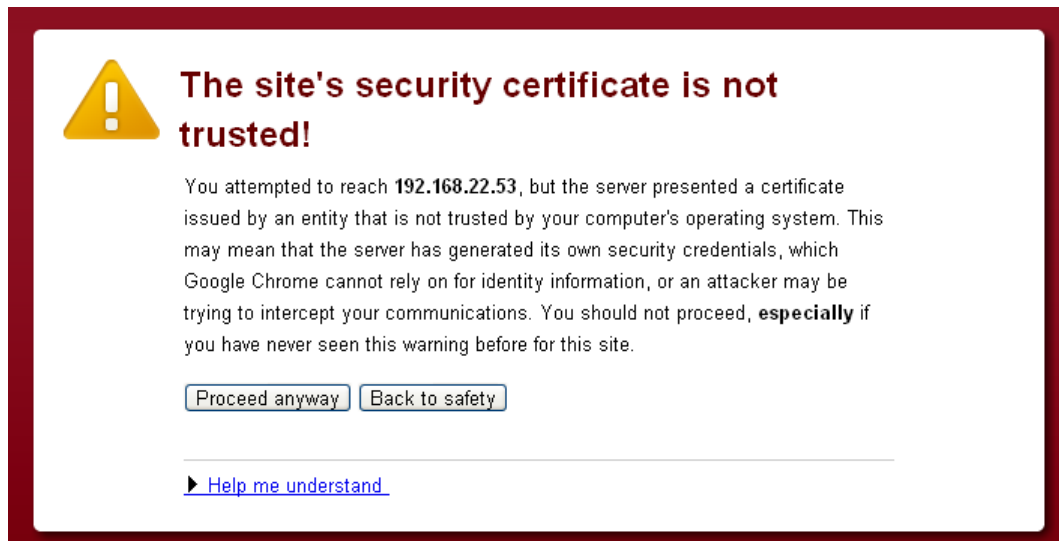 The site's security certificate is not
trusted!
You attempted to reach 192.168.22.53, but the server presented a certificate
issued by an entity that is not trusted by your computer's operating system. This
may mean that the server has generated its own security credentials, which
Google Chrome cannot rely on for identity information, or an attacker may be
trying to intercept your communications. You should not proceed, especially if
you have never seen this warning before for this site.
Proceed anyway Back to safety
Help me understand